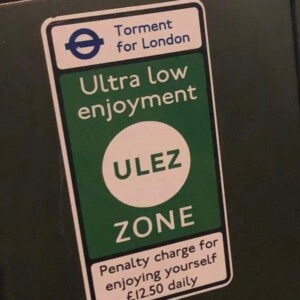 Torment
for London
Ultra low
enjoyment
ULEZ
ZONE
Penalty charge for
enjoying yourself
£12.50 daily